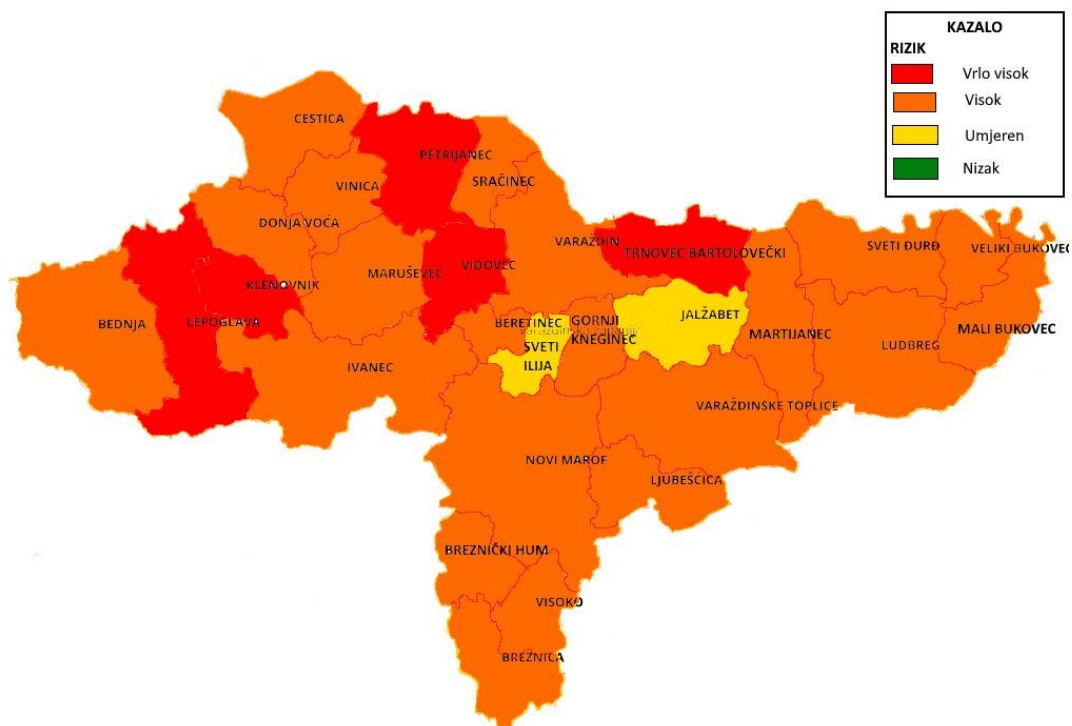 KAZALO
RIZIK
Vrlo visok
Visok
Umjeren
Nizak
CESTICA
PETRIJANEC
VINICA
SRAČINEC
DONJA VOĆA
VARAŽDIN
SVETI ĐURĐ
VELIKI BUKOVEC
TRNOVEC BARTOLOVEČKI
VIDOVEC
MARUŠEVEC
KLENOVNIK
BEDNJA
LEPOGLAVA
BERETINEC
GORNJI
KNEGINEC
JALŽABET
MARTIJANEC
MALI BUKOVEC
LUDBREG
SVETI
ILIJA
IVANEC
VARAŽDINSKE TOPLICE
NOVI MAROF
LJUBEŠĆICA
BREZNIČKI HUM
VISOKO
BREZNICA